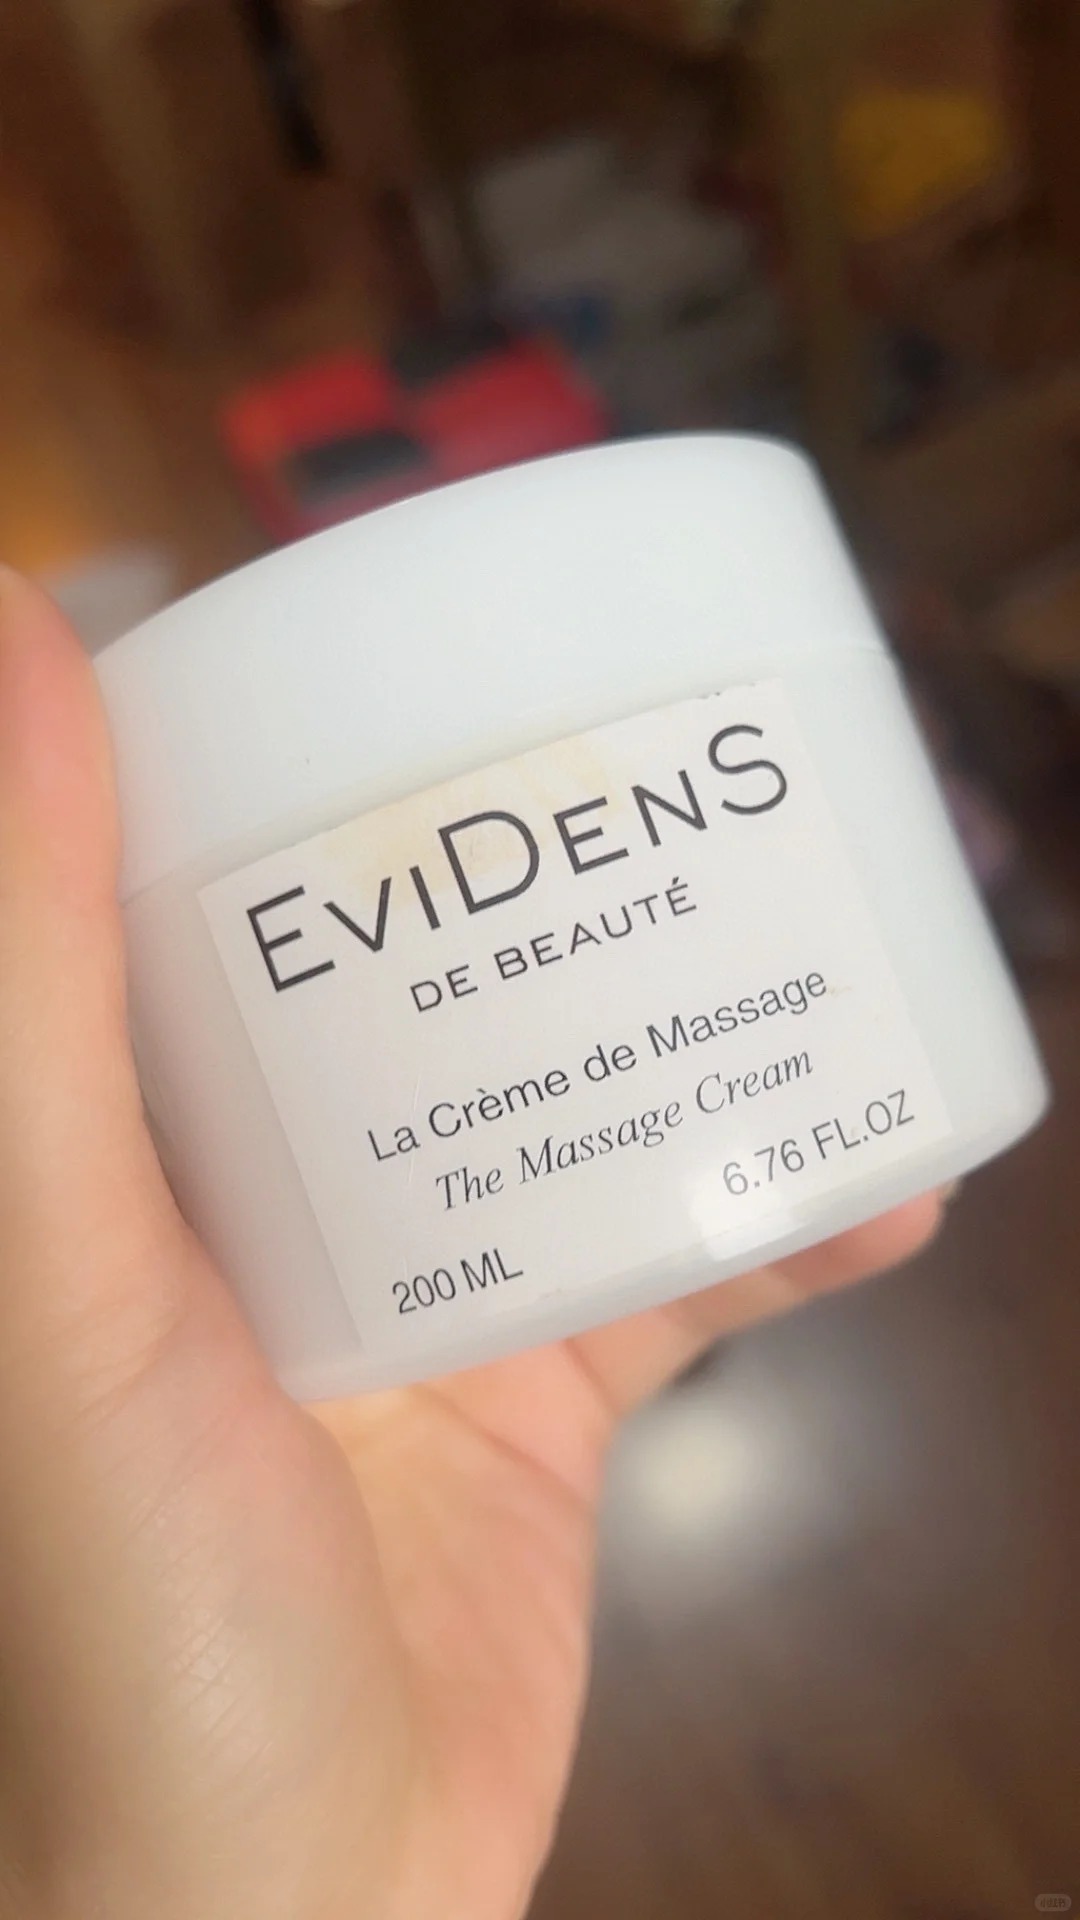 EviDenS
DE BEAUTÉ
La Crème de Massage
The Massage Cream
6.76 FL.OZ
200 ML